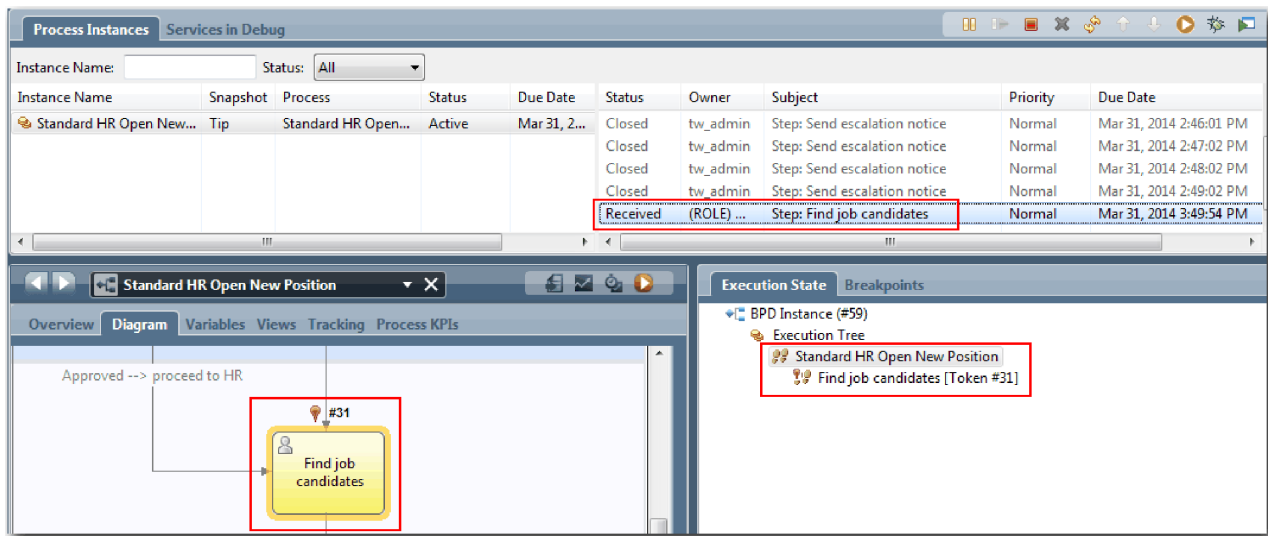 Process Instances Services in Debug
Instance Name: Status: All
Instance Name Snapshot Process Status Due Date Status Owner Subject Priority Due Date
Standard HR Open New... Tip Standard HR Open... Active Mar 31, 2... Closed tw_admin Step: Send escalation notice Normal Mar 31, 2014 2:46:01 PM
Closed tw_admin Step: Send escalation notice Normal Mar 31, 2014 2:47:02 PM
Closed tw_admin Step: Send escalation notice Normal Mar 31, 2014 2:48:02 PM
Closed tw_admin Step: Send escalation notice Normal Mar 31, 2014 2:49:02 PM
Received (ROLE) ... Step: Find job candidates Normal Mar 31, 2014 3:49:54 PM
Standard HR Open New Position
Overview Diagram Variables Views Tracking Process KPIs
Approved --> proceed to HR
#31
Find job
candidates
Execution State Breakpoints
BPD Instance (#59)
Execution Tree
Standard HR Open New Position
Find job candidates [Token #31]